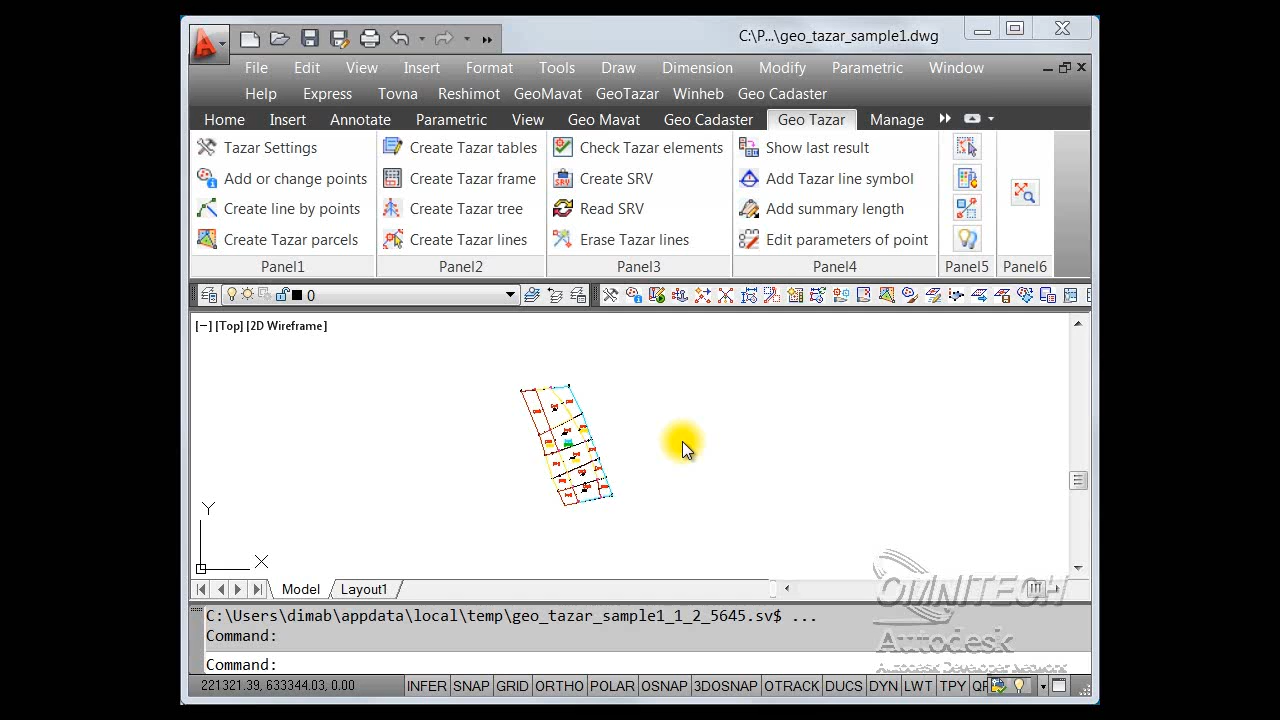 C:\P...\geo_tazar_sample1.dwg
File Edit View Insert Format Tools Draw Dimension Modify Parametric Window
Help Express Tovna Reshimot GeoMavat GeoTazar Winheb Geo Cadaster
Home Insert Annotate Parametric View Geo Mavat Geo Cadaster Geo Tazar Manage
Tazar Settings Create Tazar tables Check Tazar elements Show last result
Add or change points Create Tazar frame Create SRV Add Tazar line symbol
Create line by points Create Tazar tree Read SRV Add summary length
Create Tazar parcels Create Tazar lines Erase Tazar lines Edit parameters of point
Panel1 Panel2 Panel3 Panel4 Panel5 Panel6
0
[−] [Top] [2D Wireframe]
Y
X
Model Layout1
OMNITECH
C:\Users\dimab\appdata\local\temp\geo_tazar_sample1_1_2_5645.sv$ ...
Command:
Autodesk
Command:
Autodesk Developer Network
221321.39, 633344.03, 0.00 INFER SNAP GRID ORTHO POLAR OSNAP 3DOSNAP OTRACK DUCS DYN LWT TPY